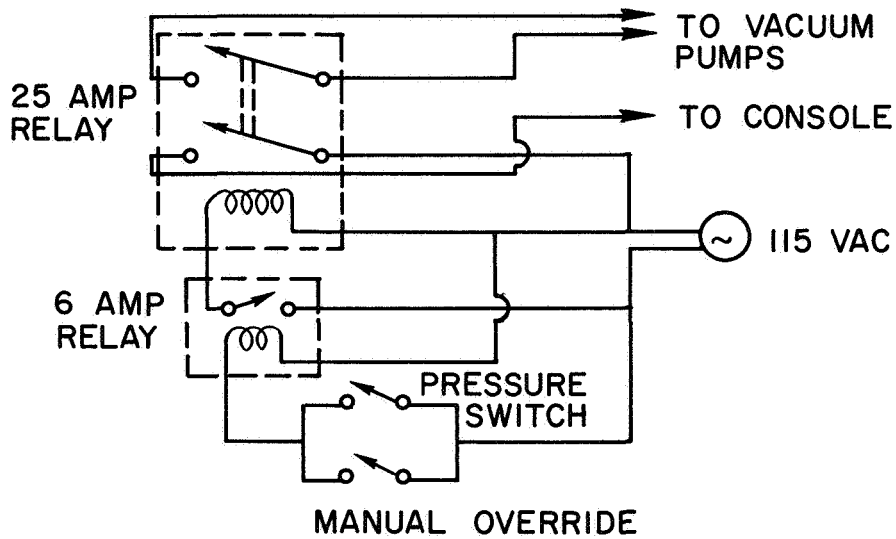 TO VACUUM
PUMPS
25 AMP
RELAY
TO CONSOLE
~
115 VAC
6 AMP
RELAY
PRESSURE
SWITCH
MANUAL OVERRIDE